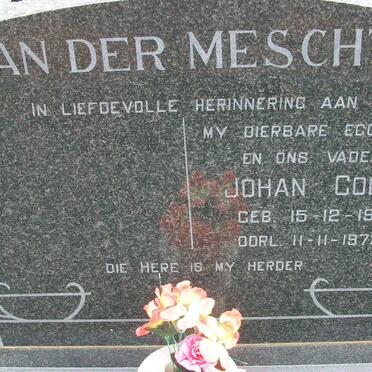 AN DER MESCHT
IN LIEFDEVOLLE HERINNERING AAN
MY DIERBARE EGG
EN ONS VADE
JOHAN COE
GEB. 15-12-19
OORL. 11-11-197
DIE HERE IS MY HERDER